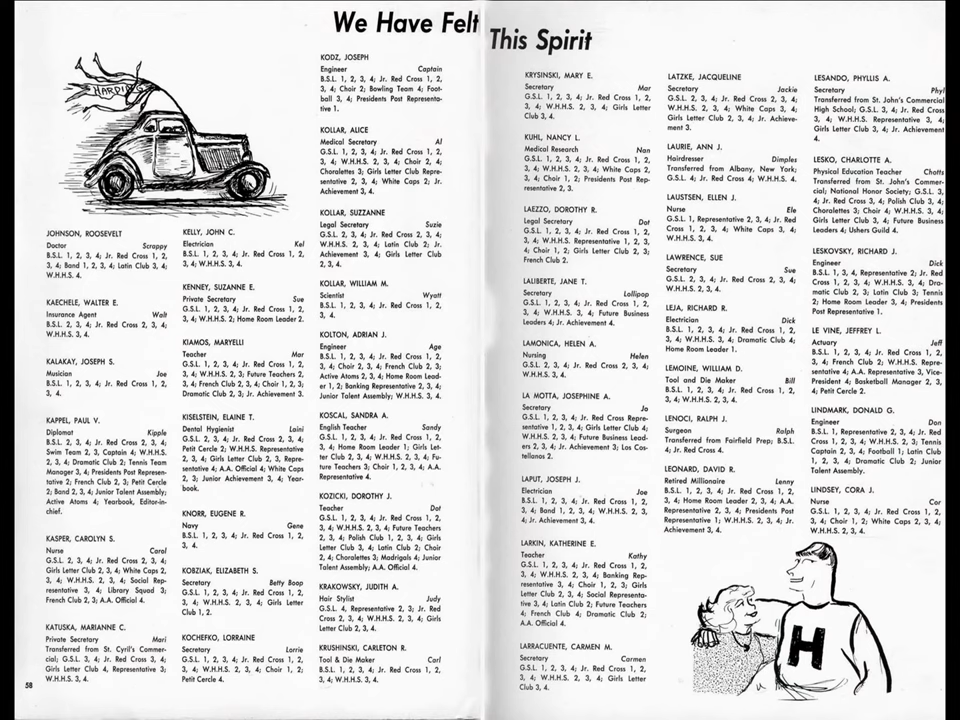 We Have Felt This Spirit
HARDING
JOHNSON, ROOSEVELT
Doctor Scrappy
B.S.L. 1, 2, 3, 4; Jr. Red Cross 1, 2,
3, 4; Band 1, 2, 3, 4; Latin Club 3, 4;
W.H.H.S. 4.
KAECHELE, WALTER E.
Insurance Agent Walt
B.S.L. 2, 3, 4; Jr. Red Cross 2, 3, 4;
W.H.H.S. 3, 4.
KALAKAY, JOSEPH S.
Musician Joe
B.S.L. 1, 2, 3, 4; Jr. Red Cross 1, 2,
3, 4.
KAPPEL, PAUL V.
Diplomat Kipple
B.S.L. 2, 3, 4; Jr. Red Cross 2, 3, 4;
Swim Team 2, 3, Captain 4; W.H.H.S.
2, 3, 4; Dramatic Club 2; Tennis Team
Manager 3, 4; Presidents Post Represen-
tative 2; French Club 2, 3; Petit Cercle
2; Band 2, 3, 4; Junior Talent Assembly;
Active Atoms 4; Yearbook, Editor-in-
chief.
KASPER, CAROLYN S.
Nurse Carol
G.S.L. 2, 3, 4; Jr. Red Cross 2, 3, 4;
Girls Letter Club 2, 3, 4; White Caps 2,
3, 4; W.H.H.S. 2, 3, 4; Social Rep-
resentative 3, 4; Library Squad 3;
French Club 2, 3; A.A. Official 4.
KATUSKA, MARIANNE C.
Private Secretary Mari
Transferred from St. Cyril's Commer-
cial; G.S.L. 3, 4; Jr. Red Cross 3, 4;
Girls Letter Club 4, Representative 3;
W.H.H.S. 3, 4.
58
KELLY, JOHN C.
Electrician Kel
B.S.L. 1, 2, 3, 4; Jr. Red Cross 1, 2,
3, 4; W.H.H.S. 3, 4.
KENNEY, SUZANNE E.
Private Secretary Sue
G.S.L. 1, 2, 3, 4; Jr. Red Cross 1, 2,
3, 4; W.H.H.S. 2; Home Room Leader 2.
KIAMOS, MARYELLI
Teacher Mar
G.S.L. 1, 2, 3, 4; Jr. Red Cross 1, 2,
3, 4; W.H.H.S. 2, 3; Future Teachers 2,
3, 4; French Club 2, 3, 4; Choir 1, 2, 3;
Dramatic Club 2, 3; Jr. Achievement 3.
KISELSTEIN, ELAINE T.
Dental Hygienist Laini
G.S.L. 2, 3, 4; Jr. Red Cross 2, 3, 4;
Petit Cercle 2; W.H.H.S. Representative
2, 3, 4; Girls Letter Club 2, 3, Repre-
sentative 4; A.A. Official 4; White Caps
2, 3; Junior Achievement 3, 4; Year-
book.
KNORR, EUGENE R.
Navy Gene
B.S.L. 1, 2, 3, 4; Jr. Red Cross 1, 2,
3, 4.
KOBZIAK, ELIZABETH S.
Secretary Betty Boop
G.S.L. 1, 2, 3, 4; Jr. Red Cross 1, 2,
3, 4; W.H.H.S. 2, 3, 4; Girls Letter
Club 1, 2.
KOCHEFKO, LORRAINE
Secretary Lorrie
G.S.L. 1, 2, 3, 4; Jr. Red Cross 1, 2,
3, 4; W.H.H.S. 2, 3, 4; Choir 1, 2;
Petit Cercle 4.
KODZ, JOSEPH
Engineer Captain
B.S.L. 1, 2, 3, 4; Jr. Red Cross 1, 2,
3, 4; Choir 2; Bowling Team 4; Foot-
ball 3, 4; Presidents Post Representa-
tive 1.
KOLLAR, ALICE
Medical Secretary Al
G.S.L. 1, 2, 3, 4; Jr. Red Cross 1, 2,
3, 4; W.H.H.S. 2, 3, 4; Choir 2, 4;
Choralettes 3; Girls Letter Club Repre-
sentative 2, 3, 4; White Caps 2; Jr.
Achievement 3, 4.
KOLLAR, SUZZANNE
Legal Secretary Suzie
G.S.L. 2, 3, 4; Jr. Red Cross 2, 3, 4;
W.H.H.S. 2, 3, 4; Latin Club 2; Jr.
Achievement 3, 4; Girls Letter Club
2, 3, 4.
KOLLAR, WILLIAM M.
Scientist Wyatt
B.S.L. 1, 2, 3, 4; Jr. Red Cross 1, 2,
3, 4.
KOLTON, ADRIAN J.
Engineer Age
B.S.L. 1, 2, 3, 4; Jr. Red Cross 1, 2,
3, 4; Choir 2, 3, 4; French Club 2, 3;
Active Atoms 2, 3, 4; Home Room Lead-
er 1, 2; Banking Representative 2, 3, 4;
Junior Talent Assembly; W.H.H.S. 3, 4.
KOSCAL, SANDRA A.
English Teacher Sandy
G.S.L. 1, 2, 3, 4; Jr. Red Cross 1, 2,
3, 4; Home Room Leader 1; Girls Let-
ter Club 2, 3, 4; W.H.H.S. 2, 3, 4; Fu-
ture Teachers 3; Choir 1, 2, 3, 4; A.A.
Representative 4.
KOZICKI, DOROTHY J.
Teacher Dot
G.S.L. 1, 2, 3, 4; Jr. Red Cross 1, 2,
3, 4; W.H.H.S. 2, 3, 4; Future Teachers
2, 3, 4; Polish Club 1, 2, 3, 4; Girls
Letter Club 3, 4; Latin Club 2; Choir
2, 4; Choralettes 3; Madrigals 4; Junior
Talent Assembly; A.A. Official 4.
KRAKOWSKY, JUDITH A.
Hair Stylist Judy
G.S.L. 4, Representative 2, 3; Jr. Red
Cross 2, 3, 4; W.H.H.S. 2, 3, 4; Girls
Letter Club 2, 3, 4.
KRUSHINSKI, CARLETON R.
Tool & Die Maker Carl
B.S.L. 1, 2, 3, 4; Jr. Red Cross 1, 2,
3, 4; W.H.H.S. 3, 4.
KRYSINSKI, MARY E.
Secretary Mar
G.S.L. 1, 2, 3, 4; Jr. Red Cross 1, 2,
3, 4; W.H.H.S. 2, 3, 4; Girls Letter
Club 3, 4.
KUHL, NANCY L.
Medical Research Nan
G.S.L. 1, 2, 3, 4; Jr. Red Cross 1, 2,
3, 4; W.H.H.S. 2, 3, 4; White Caps 2,
3, 4; Choir 1, 2; Presidents Post Rep-
resentative 2, 3.
LAEZZO, DOROTHY R.
Legal Secretary Dot
G.S.L. 1, 2, 3, 4; Jr. Red Cross 1, 2,
3, 4; W.H.H.S. Representative 1, 2, 3,
4; Choir 1, 2; Girls Letter Club 2, 3;
French Club 2.
LALIBERTE, JANE T.
Secretary Lollipop
G.S.L. 1, 2, 3, 4; Jr. Red Cross 1, 2,
3, 4; W.H.H.S. 3, 4; Future Business
Leaders 4; Jr. Achievement 4.
LAMONICA, HELEN A.
Nursing Helen
G.S.L. 2, 3, 4; Jr. Red Cross 2, 3, 4;
W.H.H.S. 3, 4.
LA MOTTA, JOSEPHINE A.
Secretary Jo
G.S.L. 1, 2, 3, 4; Jr. Red Cross Repre-
sentative 1, 2, 3, 4; Girls Letter Club 4;
W.H.H.S. 2, 3, 4; Future Business Lead-
ers 2, 3, 4; Jr. Achievement 3; Los Cos-
tellanos 2.
LAPUT, JOSEPH J.
Electrician Joe
B.S.L. 1, 2, 3, 4; Jr. Red Cross 1, 2,
3, 4; Band 1, 2, 3, 4; W.H.H.S. 2, 3,
4; Jr. Achievement 3, 4.
LARKIN, KATHERINE E.
Teacher Kathy
G.S.L. 1, 2, 3, 4; Jr. Red Cross 1, 2,
3, 4; W.H.H.S. 2, 3, 4; Banking Rep-
resentative 3, 4; Choir 1, 2, 3; Girls
Letter Club 2, 3, 4; Social Representa-
tive 3, 4; Latin Club 2; Future Teachers
4; French Club 4; Dramatic Club 2;
A.A. Official 4.
LARRACUENTE, CARMEN M.
Secretary Carmen
G.S.L. 1, 2, 3, 4; Jr. Red Cross 1, 2,
3, 4; W.H.H.S. 2, 3, 4; Girls Letter
Club 3, 4.
LATZKE, JACQUELINE
Secretary Jackie
G.S.L. 2, 3, 4; Jr. Red Cross 2, 3, 4;
W.H.H.S. 2, 3, 4; White Caps 3, 4;
Girls Letter Club 2, 3, 4; Jr. Achieve-
ment 3.
LAURIE, ANN J.
Hairdresser Dimples
Transferred from Albany, New York;
G.S.L. 4; Jr. Red Cross 4; W.H.H.S. 4.
LAUSTSEN, ELLEN J.
Nurse Ele
G.S.L. 1, Representative 2, 3, 4; Jr. Red
Cross 1, 2, 3, 4; White Caps 3, 4;
W.H.H.S. 3, 4.
LAWRENCE, SUE
Secretary Sue
G.S.L. 2, 3, 4; Jr. Red Cross 2, 3, 4;
W.H.H.S. 2, 3, 4.
LEJA, RICHARD R.
Electrician Dick
B.S.L. 1, 2, 3, 4; Jr. Red Cross 1, 2,
3, 4; W.H.H.S. 3, 4; Dramatic Club 4;
Home Room Leader 1.
LEMOINE, WILLIAM D.
Tool and Die Maker Bill
B.S.L. 1, 2, 3, 4; Jr. Red Cross 1, 2,
3, 4; W.H.H.S. 2, 3, 4.
LENOCI, RALPH J.
Surgeon Ralph
Transferred from Fairfield Prep; B.S.L.
4; Jr. Red Cross 4.
LEONARD, DAVID R.
Retired Millionaire Lenny
B.S.L. 1, 2, 3, 4; Jr. Red Cross 1, 2,
3, 4; Home Room Leader 2, 3, 4; A.A.
Representative 2, 3, 4; Presidents Post
Representative 1; W.H.H.S. 2, 3, 4; Jr.
Achievement 3, 4.
LESANDO, PHYLLIS A.
Secretary Phyl
Transferred from St. John's Commercial
High School; G.S.L. 3, 4; Jr. Red Cross
3, 4; W.H.H.S. Representative 3, 4;
Girls Letter Club 3, 4; Jr. Achievement
4.
LESKO, CHARLOTTE A.
Physical Education Teacher Chotts
Transferred from St. John's Commer-
cial; National Honor Society; G.S.L. 3,
4; Jr. Red Cross 3, 4; Polish Club 3, 4;
Choralettes 3; Choir 4; W.H.H.S. 3, 4;
Girls Letter Club 3, 4; Future Business
Leaders 4; Ushers Guild 4.
LESKOVSKY, RICHARD J.
Engineer Dick
B.S.L. 1, 3, 4, Representative 2; Jr. Red
Cross 1, 2, 3, 4; W.H.H.S. 3, 4; Dra-
matic Club 2, 3; Latin Club 3; Tennis
2; Home Room Leader 3, 4; Presidents
Post Representative 1.
LE VINE, JEFFREY L.
Actuary Jeff
B.S.L. 1, 2, 3, 4; Jr. Red Cross 1, 2,
3, 4; French Club 2; W.H.H.S. Repre-
sentative 4; A.A. Representative 3, Vice-
President 4; Basketball Manager 2, 3,
4; Petit Cercle 2.
LINDMARK, DONALD G.
Engineer Don
B.S.L. 1, Representative 2, 3, 4; Jr. Red
Cross 1, 2, 3, 4; W.H.H.S. 2, 3; Tennis
Captain 2, 3, 4; Football 1; Latin Club
1, 2, 3, 4; Dramatic Club 2; Junior
Talent Assembly.
LINDSEY, CORA J.
Nurse Cor
G.S.L. 1, 2, 3, 4; Jr. Red Cross 1, 2,
3, 4; Choir 1, 2; White Caps 2, 3, 4;
W.H.H.S. 2, 3, 4.
H